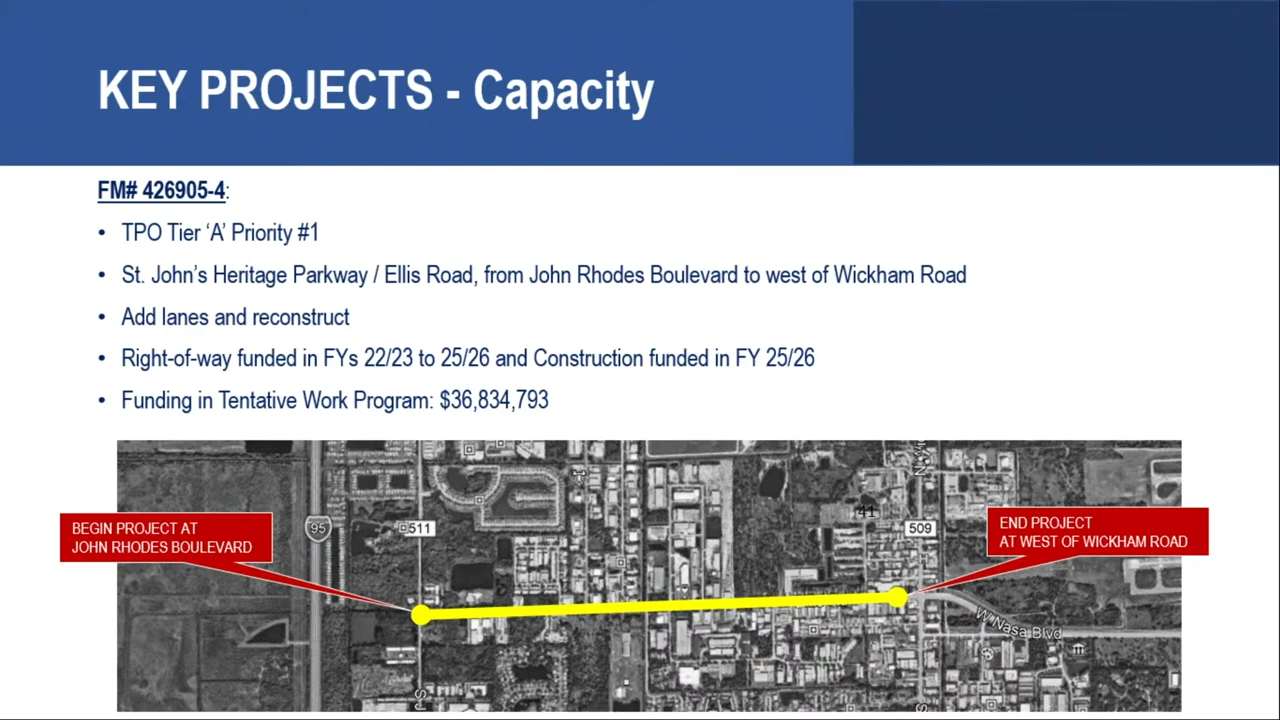 KEY PROJECTS - Capacity
FM# 426905-4:
• TPO Tier ‘A’ Priority #1
• St. John’s Heritage Parkway / Ellis Road, from John Rhodes Boulevard to west of Wickham Road
• Add lanes and reconstruct
• Right-of-way funded in FYs 22/23 to 25/26 and Construction funded in FY 25/26
• Funding in Tentative Work Program: $36,834,793
BEGIN PROJECT AT
JOHN RHODES BOULEVARD
95
511
41
509
END PROJECT
AT WEST OF WICKHAM ROAD
W Nasa Blvd